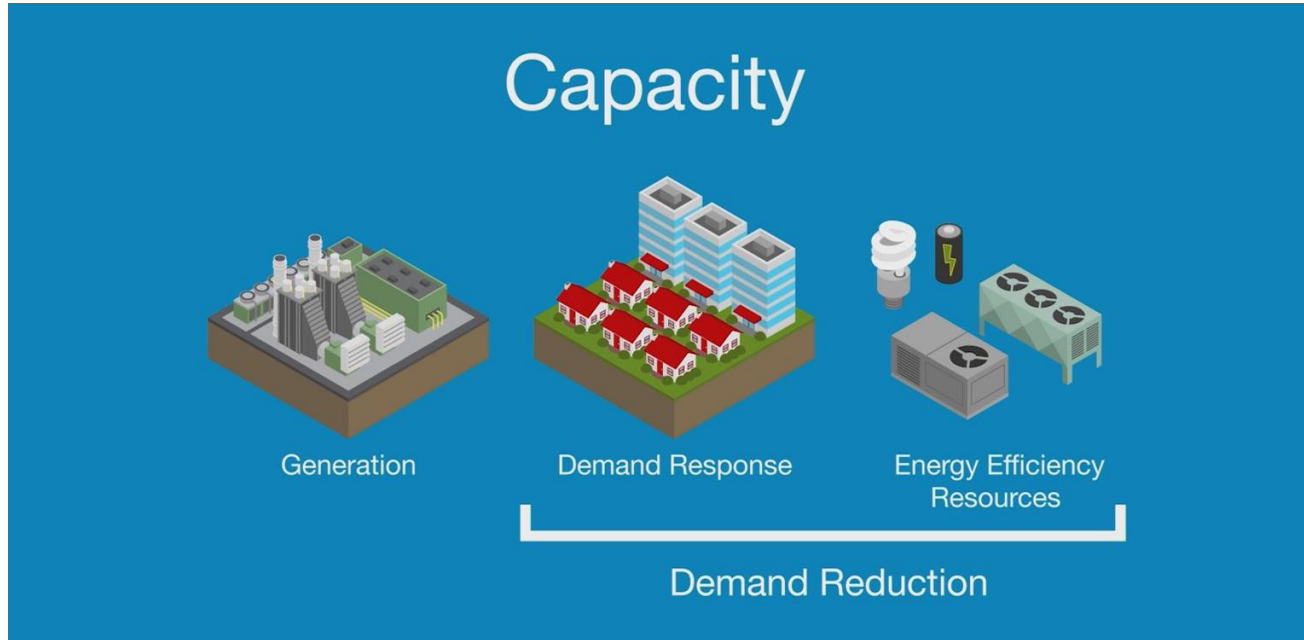 Capacity
Generation
Demand Response
Energy Efficiency
Resources
Demand Reduction